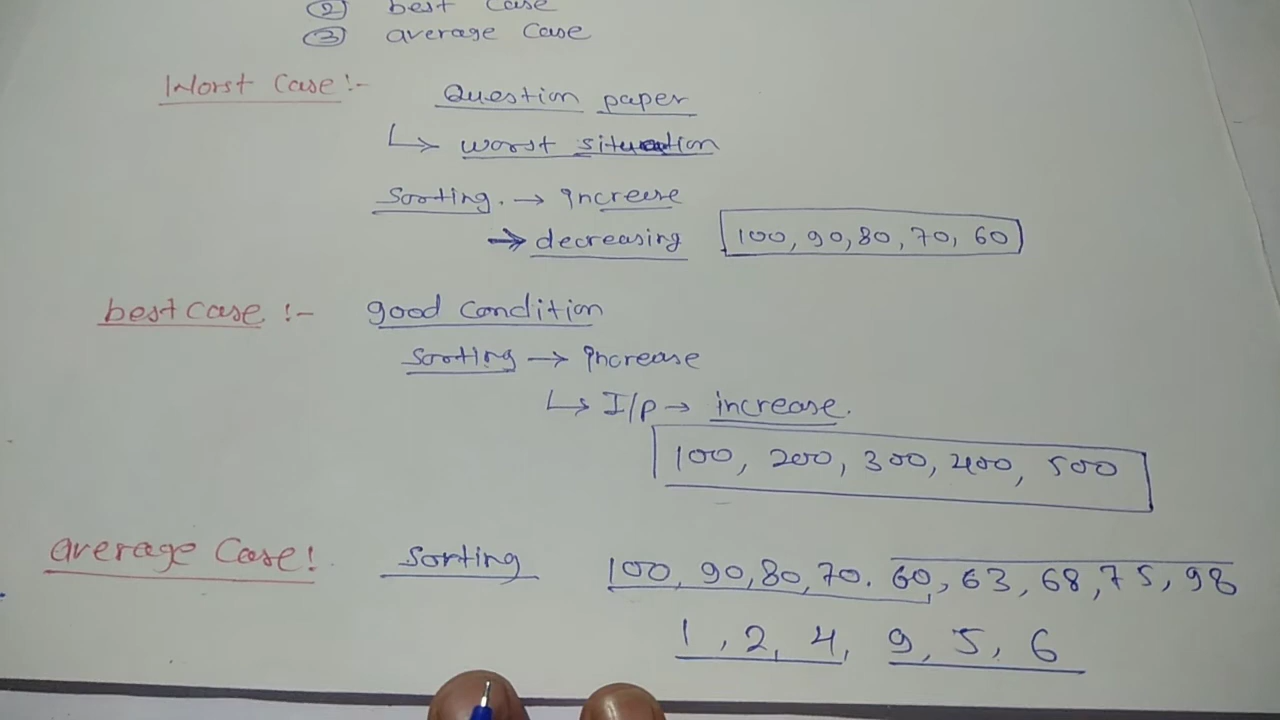 ② best case
③ average Case
Worst Case :-
Question paper
↳ worst situation
Sorting. → Increase
→ decreasing 100, 90, 80, 70, 60
best case :- good condition
Sorting → Increase
↳ I/p → increase.
100, 200, 300, 400, 500
average Case! Sorting 100, 90, 80, 70. 60, 63, 68, 75, 98
1, 2, 4, 9, 5, 6